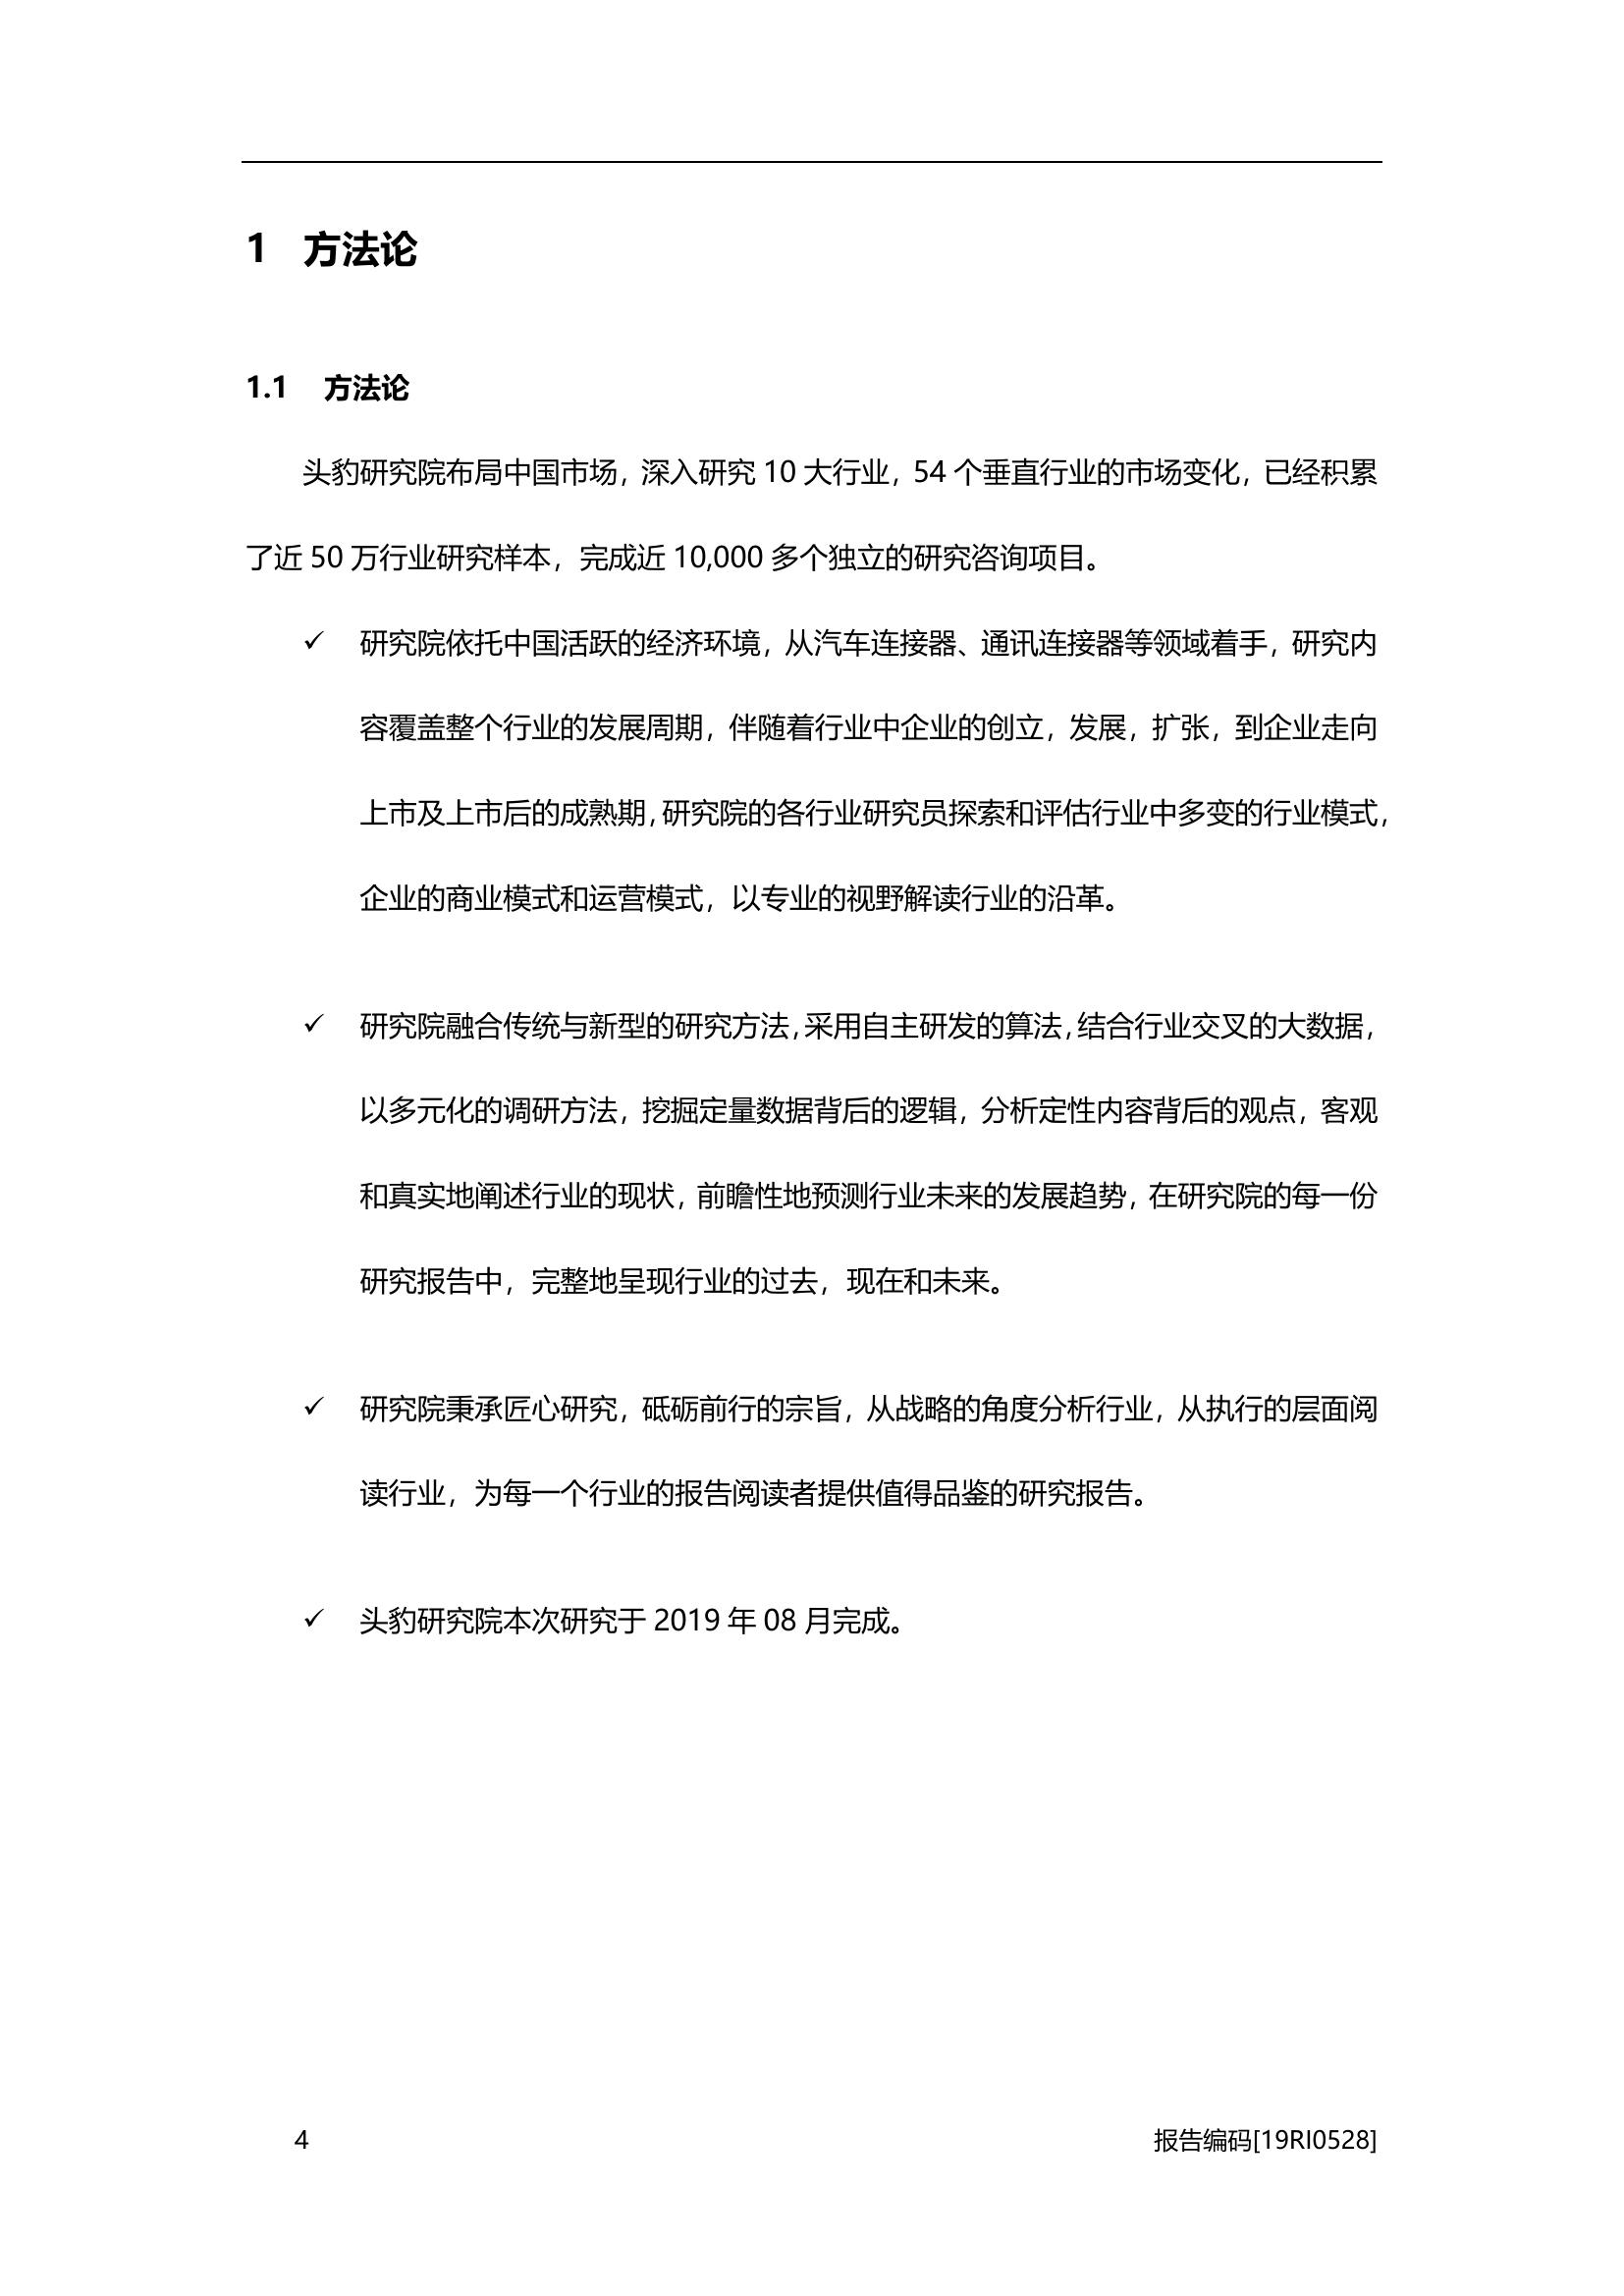 1 方法论
1.1 方法论
头豹研究院布局中国市场，深入研究 10 大行业，54 个垂直行业的市场变化，已经积累
了近 50 万行业研究样本，完成近 10,000 多个独立的研究咨询项目。
✓ 研究院依托中国活跃的经济环境，从汽车连接器、通讯连接器等领域着手，研究内
容覆盖整个行业的发展周期，伴随着行业中企业的创立，发展，扩张，到企业走向
上市及上市后的成熟期，研究院的各行业研究员探索和评估行业中多变的行业模式，
企业的商业模式和运营模式，以专业的视野解读行业的沿革。
✓ 研究院融合传统与新型的研究方法，采用自主研发的算法，结合行业交叉的大数据，
以多元化的调研方法，挖掘定量数据背后的逻辑，分析定性内容背后的观点，客观
和真实地阐述行业的现状，前瞻性地预测行业未来的发展趋势，在研究院的每一份
研究报告中，完整地呈现行业的过去，现在和未来。
✓ 研究院秉承匠心研究，砥砺前行的宗旨，从战略的角度分析行业，从执行的层面阅
读行业，为每一个行业的报告阅读者提供值得品鉴的研究报告。
✓ 头豹研究院本次研究于 2019 年 08 月完成。
4 报告编码[19RI0528]